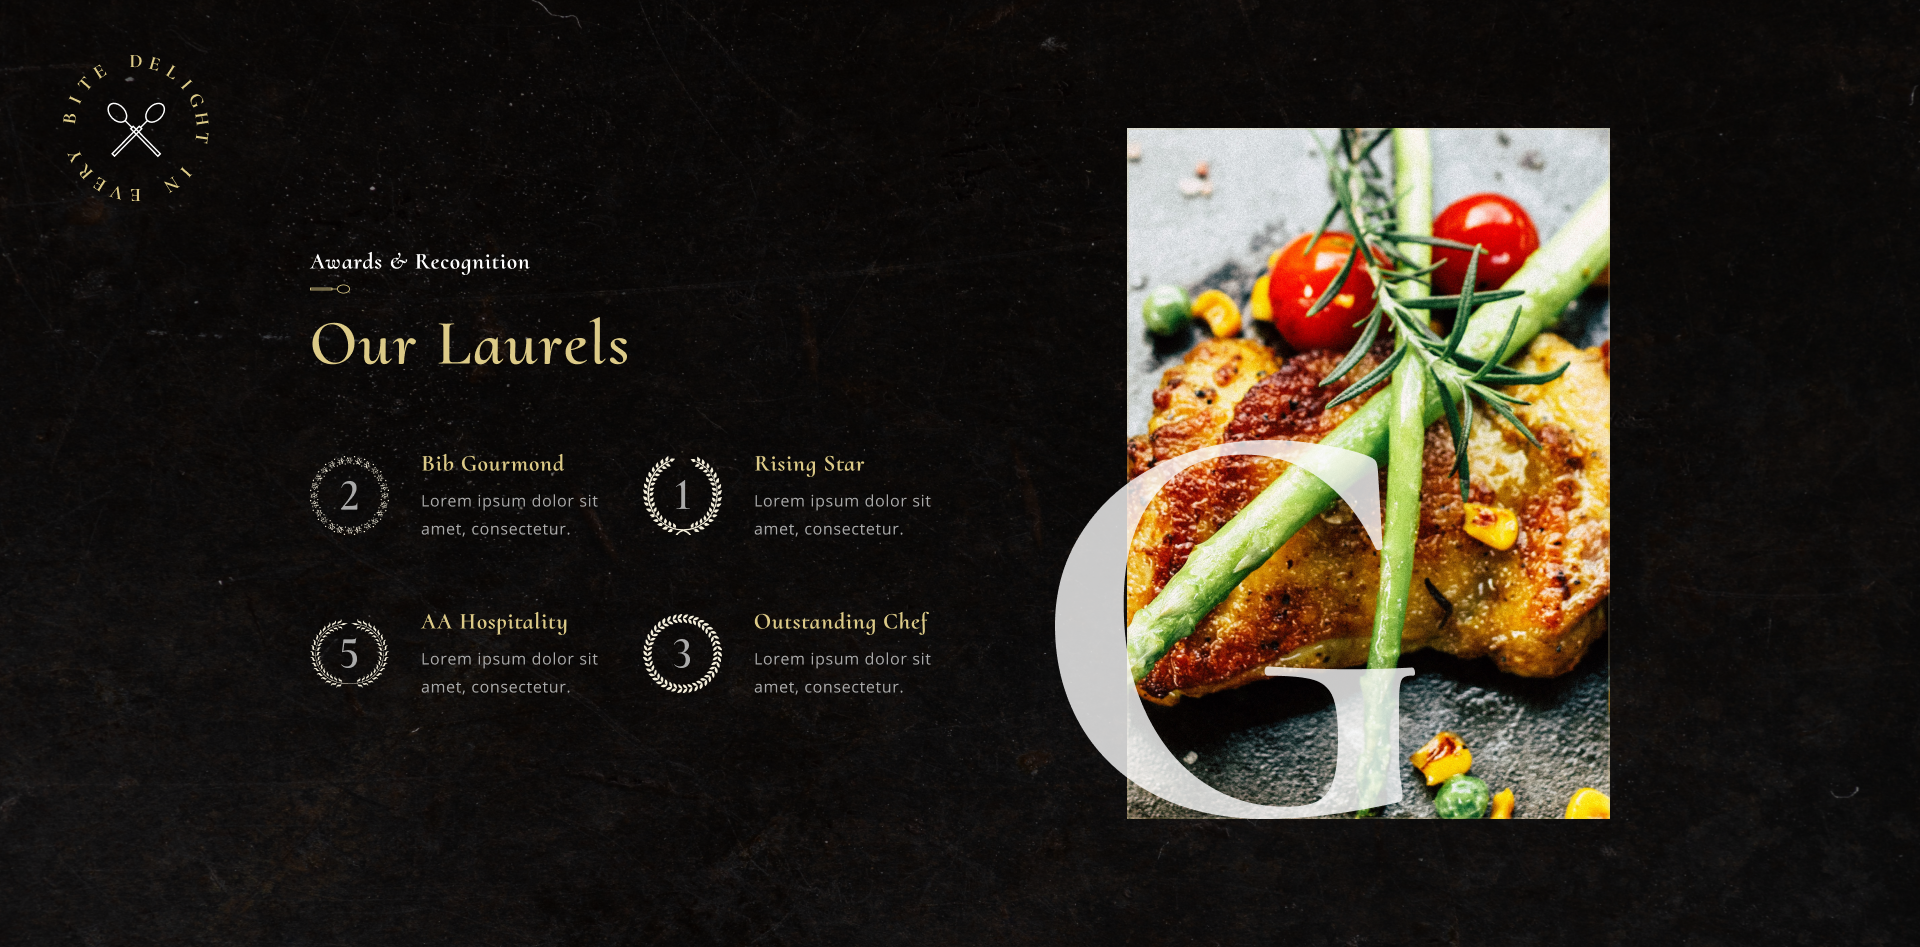 DELIGHT IN EVERY BITE
Awards & Recognition
Our Laurels
2
Bib Gourmond
Lorem ipsum dolor sit
amet, consectetur.
1
Rising Star
Lorem ipsum dolor sit
amet, consectetur.
5
AA Hospitality
Lorem ipsum dolor sit
amet, consectetur.
3
Outstanding Chef
Lorem ipsum dolor sit
amet, consectetur.
G